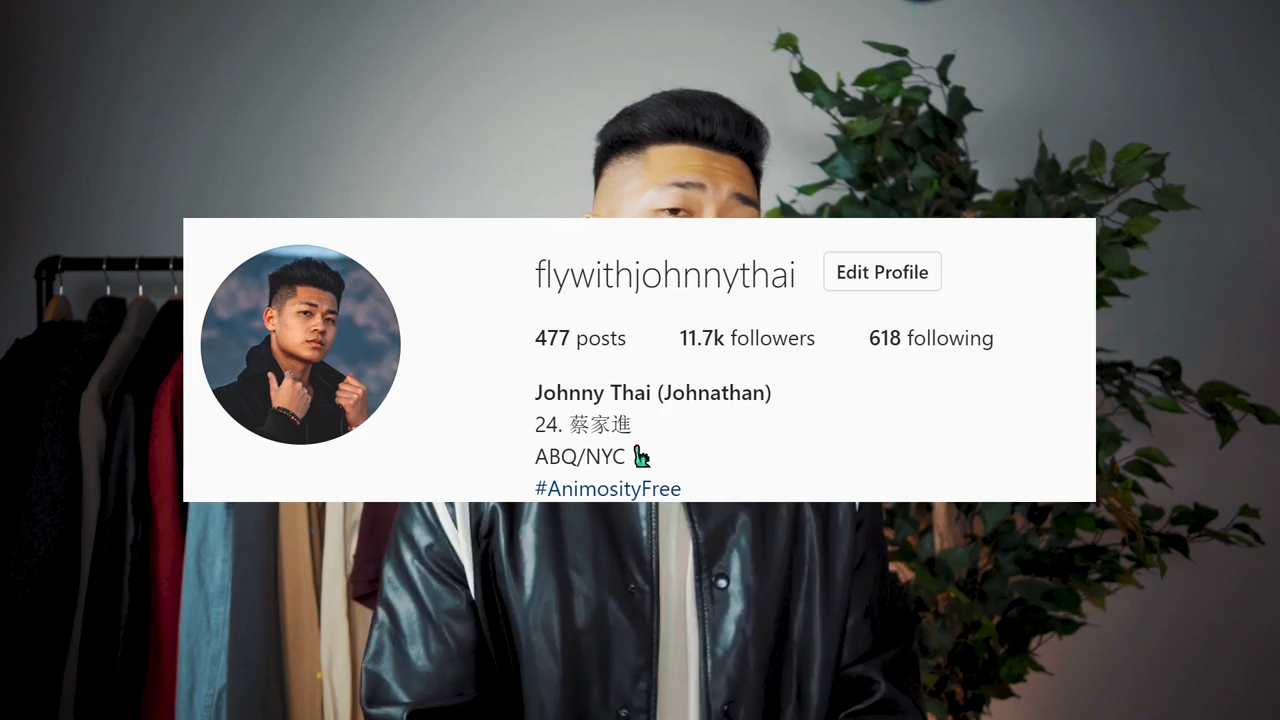 flywithjohnnythai Edit Profile
477 posts 11.7k followers 618 following
Johnny Thai (Johnathan)
24. 蔡家進
ABQ/NYC
#AnimosityFree